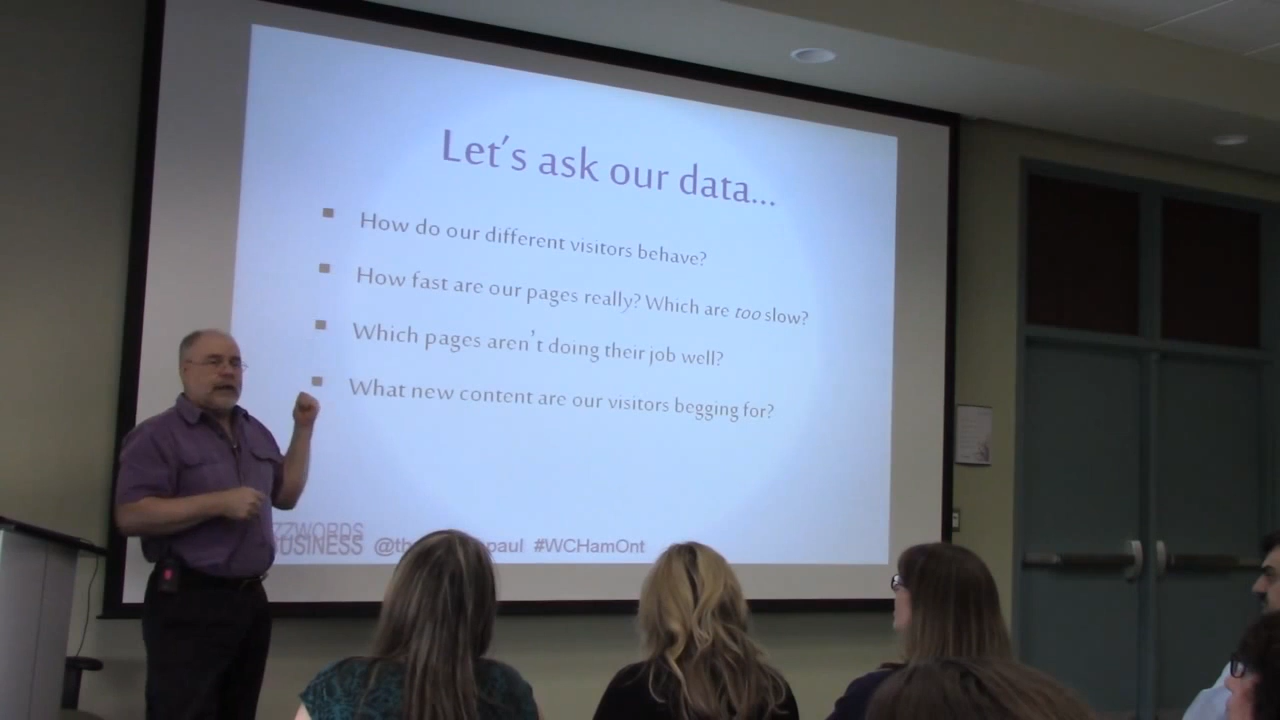 Let's ask our data...
How do our different visitors behave?
How fast are our pages really? Which are too slow?
Which pages aren't doing their job well?
What new content are our visitors begging for?
#WCHamOnt